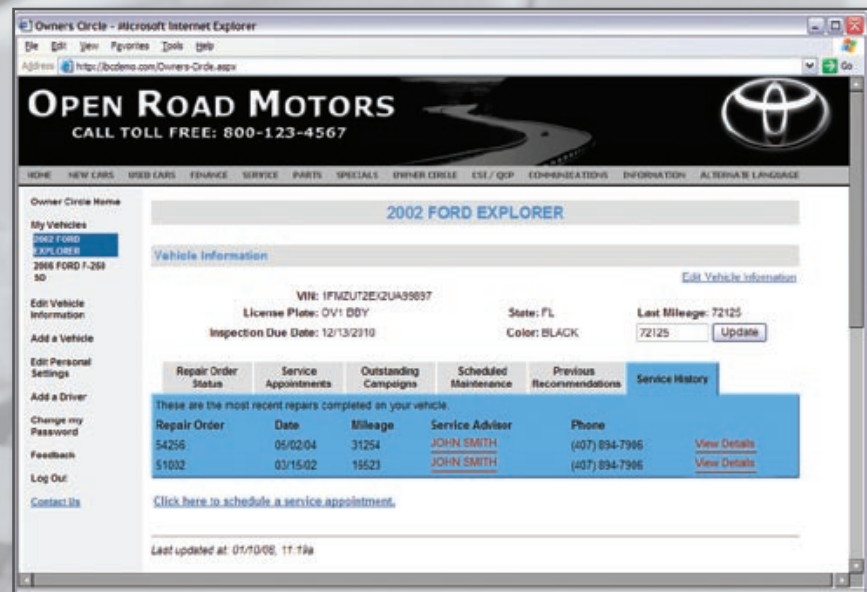 Owners Circle - Microsoft Internet Explorer
File Edit View Favorites Tools Help
Address http://ibcdemo.com/Owners-Circle.aspx Go
OPEN ROAD MOTORS
CALL TOLL FREE: 800-123-4567
HOME NEW CARS USED CARS FINANCE SERVICE PARTS SPECIALS OWNER CIRCLE CSI / QCP COMMUNICATIONS INFORMATION ALTERNATE LANGUAGE
Owner Circle Home
My Vehicles
2002 FORD
EXPLORER
2006 FORD F-250
SD
Edit Vehicle
Information
Add a Vehicle
Edit Personal
Settings
Add a Driver
Change my
Password
Feedback
Log Out
Contact Us
2002 FORD EXPLORER
Vehicle Information
Edit Vehicle Information
VIN:
License Plate: OV1 BBY State: FL Last Mileage: 72125
Inspection Due Date: 12/13/2010 Color: BLACK 72125 Update
Repair Order
Status
Service
Appointments
Outstanding
Campaigns
Scheduled
Maintenance
Previous
Recommendations
Service History
These are the most recent repairs completed on your vehicle.
Repair Order Date Mileage Service Advisor Phone
54256 05/02/04 31254 JOHN SMITH (407) 894-7986 View Details
51002 03/15/02 15523 JOHN SMITH (407) 894-7986 View Details
Click here to schedule a service appointment.
Last updated at: 01/10/08, 11:19a